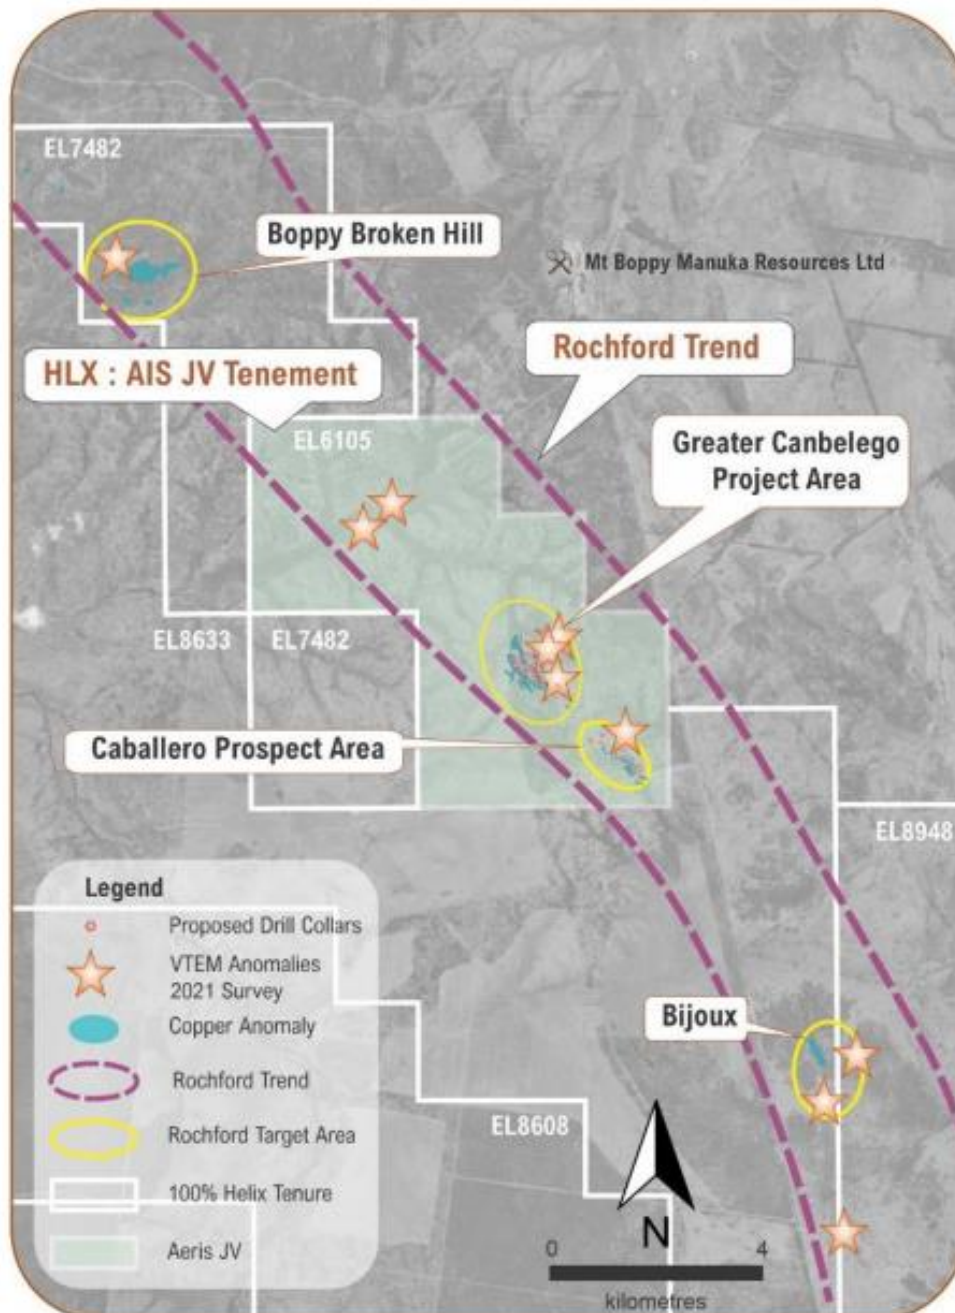 EL7482
Boppy Broken Hill
Mt Boppy Manuka Resources Ltd
HLX : AIS JV Tenement
Rochford Trend
EL6105
Greater Canbelego
Project Area
EL8633
EL7482
Caballero Prospect Area
EL8948
Legend
Proposed Drill Collars
VTEM Anomalies
2021 Survey
Copper Anomaly
Rochford Trend
Rochford Target Area
100% Helix Tenure
Aeris JV
Bijoux
EL8608
N
0 4
kilometres